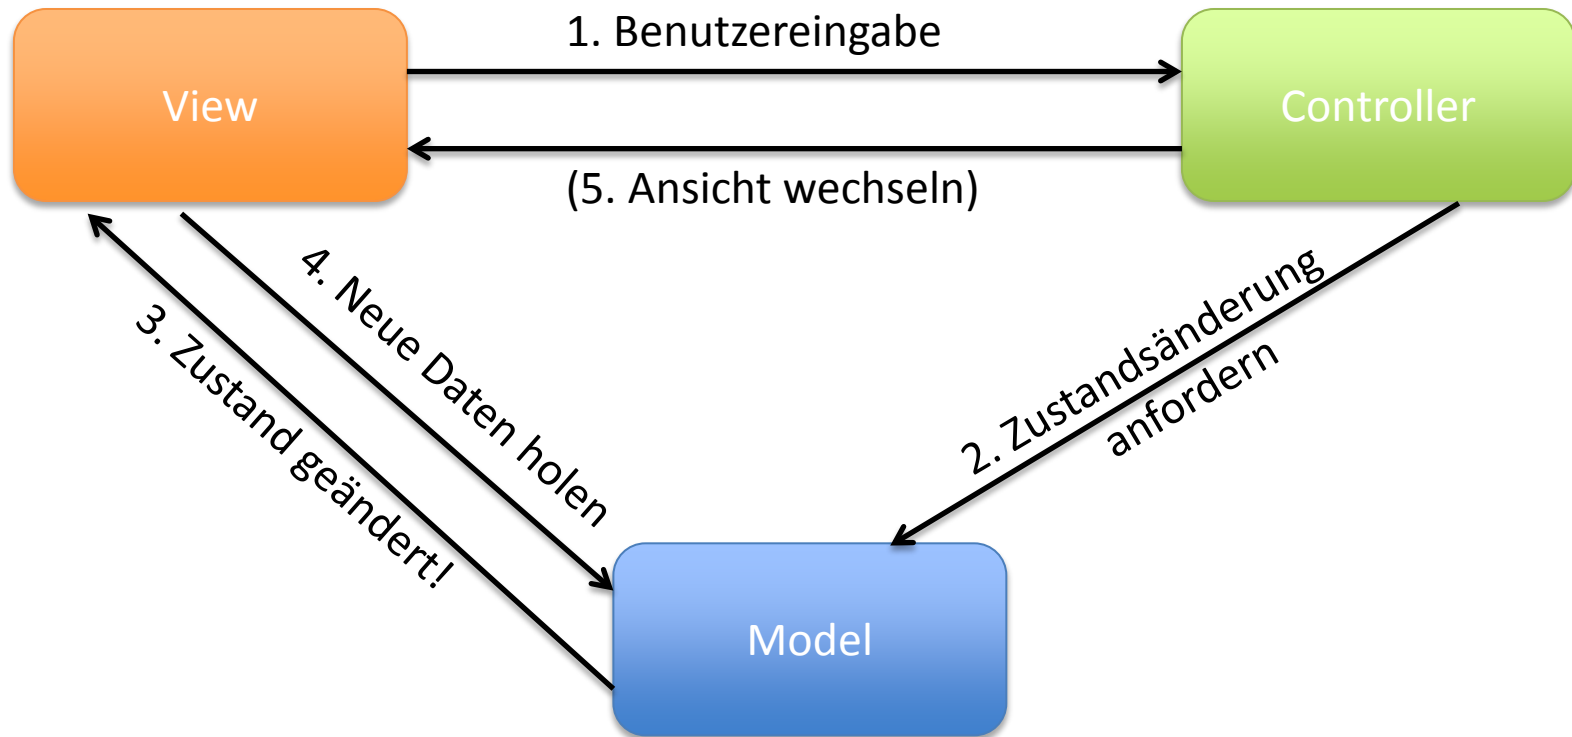 1. Benutzereingabe
View
Controller
(5. Ansicht wechseln)
4. Neue Daten holen
3. Zustand geändert!
2. Zustandsänderung
anfordern
Model